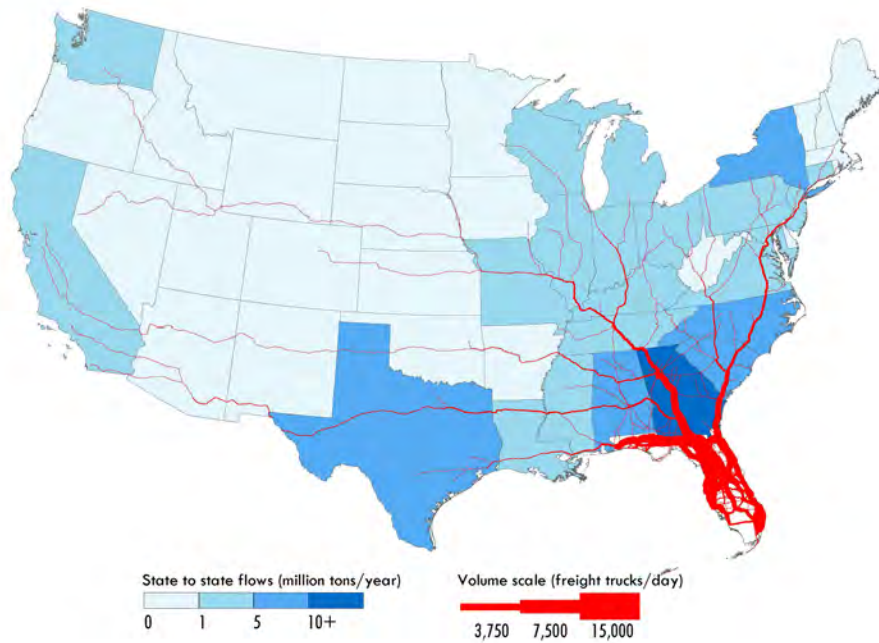 State to state flows (million tons/year)
0 1 5 10+
Volume scale (freight trucks/day)
3,750 7,500 15,000